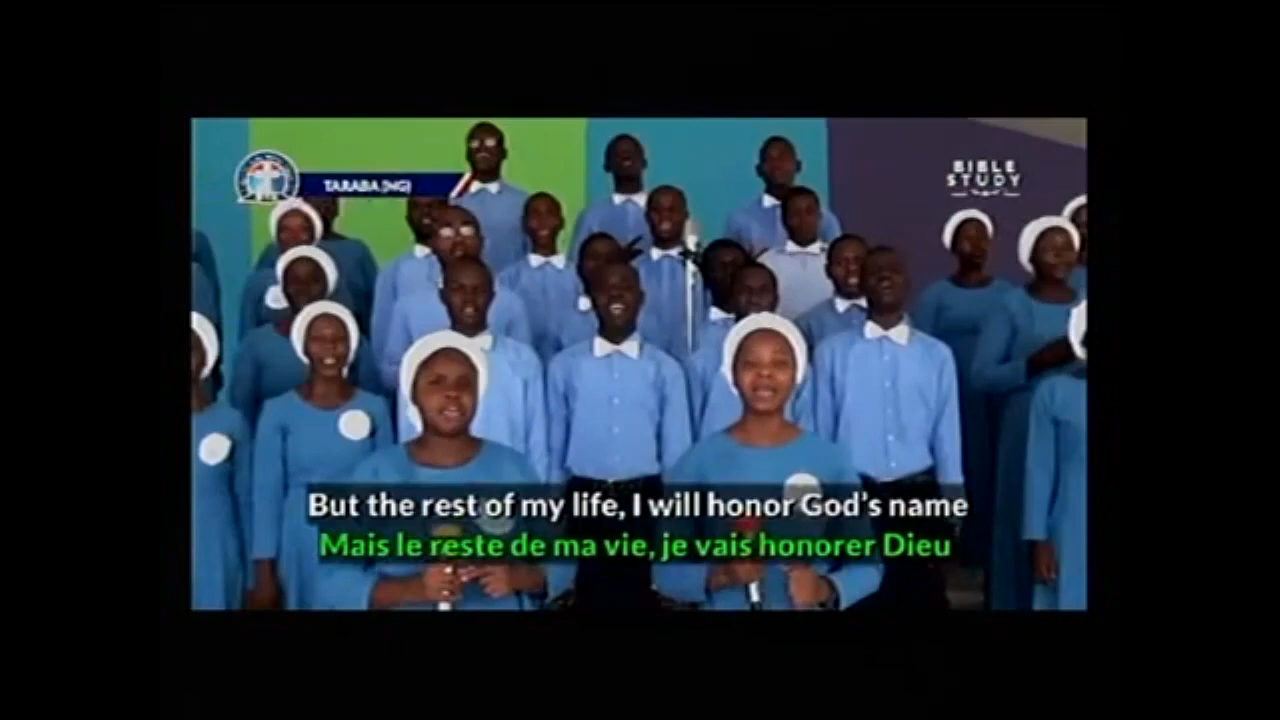 TARABA (NG)
BIBLE
STUDY
But the rest of my life, I will honor God's name
Mais le reste de ma vie, je vais honorer Dieu